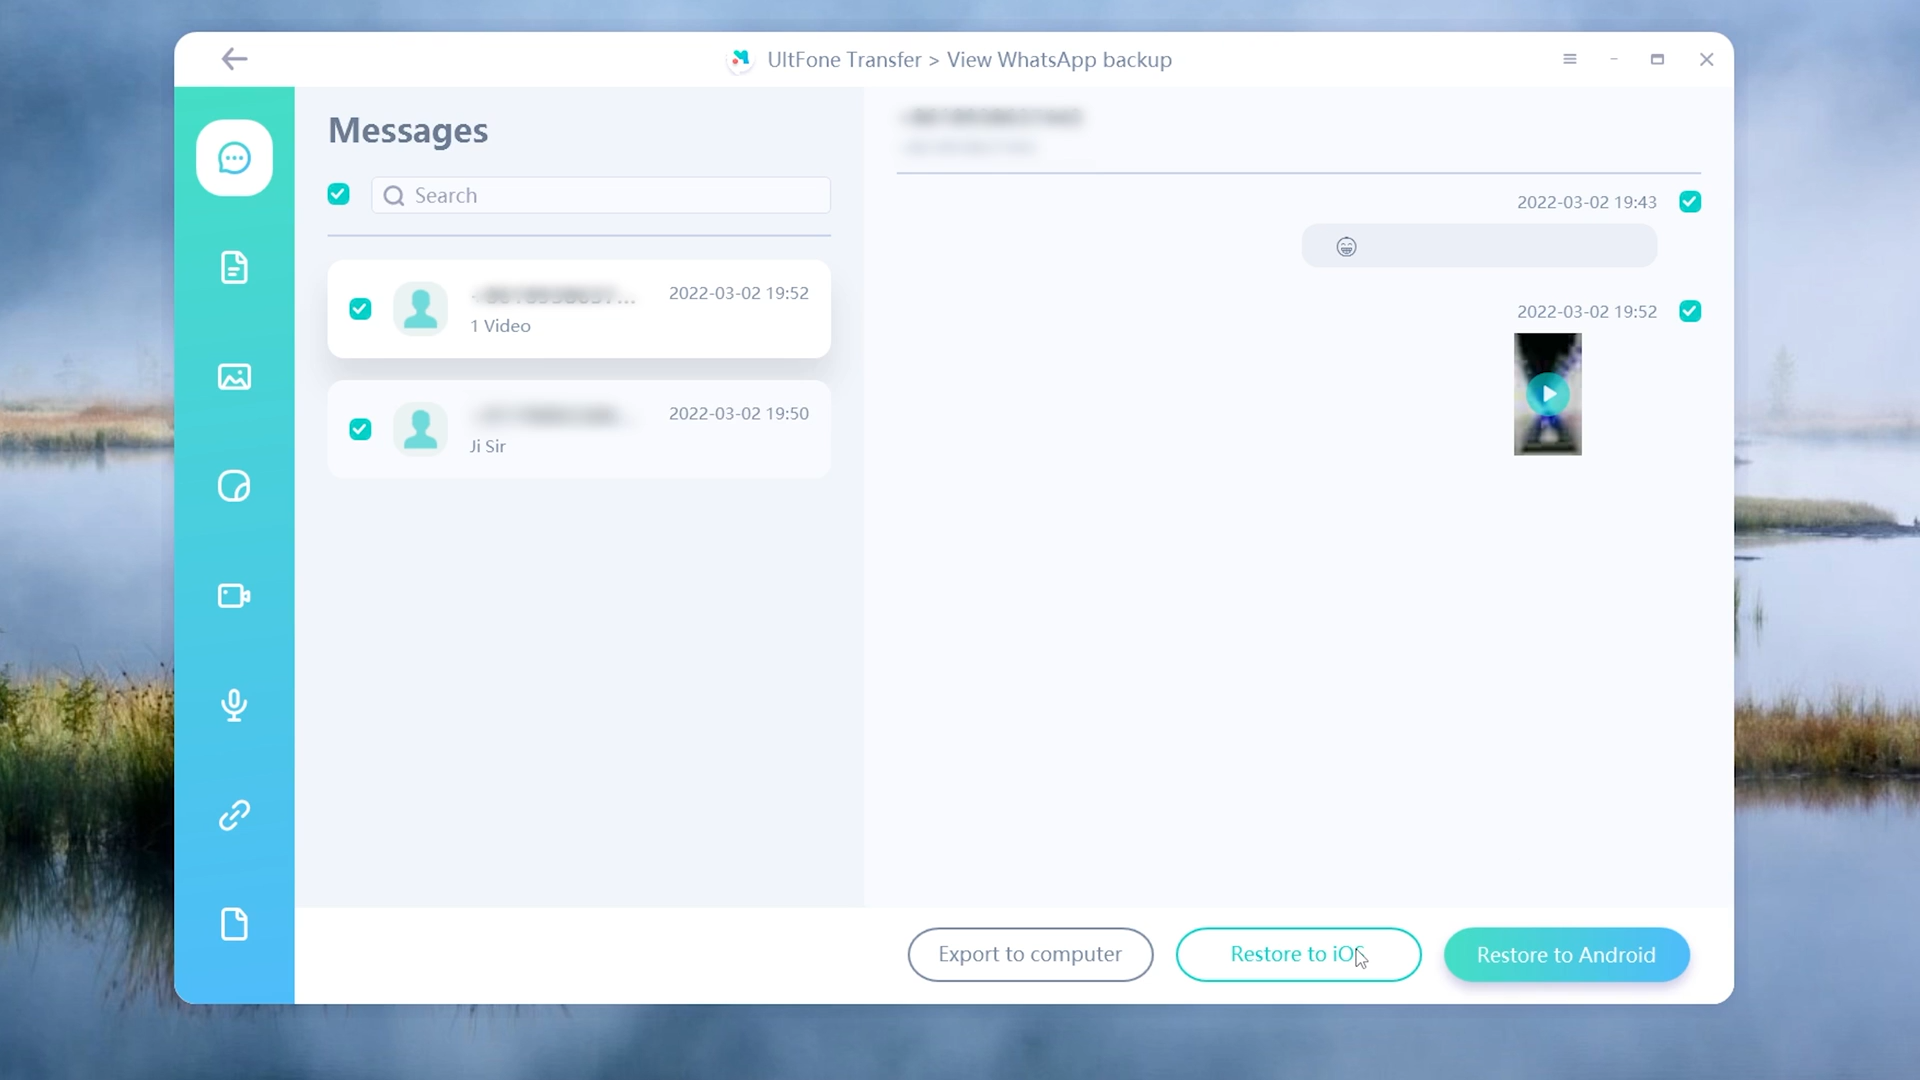 UltFone Transfer > View WhatsApp backup
Messages
Search
2022-03-02 19:52
1 Video
2022-03-02 19:50
Ji Sir
2022-03-02 19:43
2022-03-02 19:52
Export to computer
Restore to iOS
Restore to Android